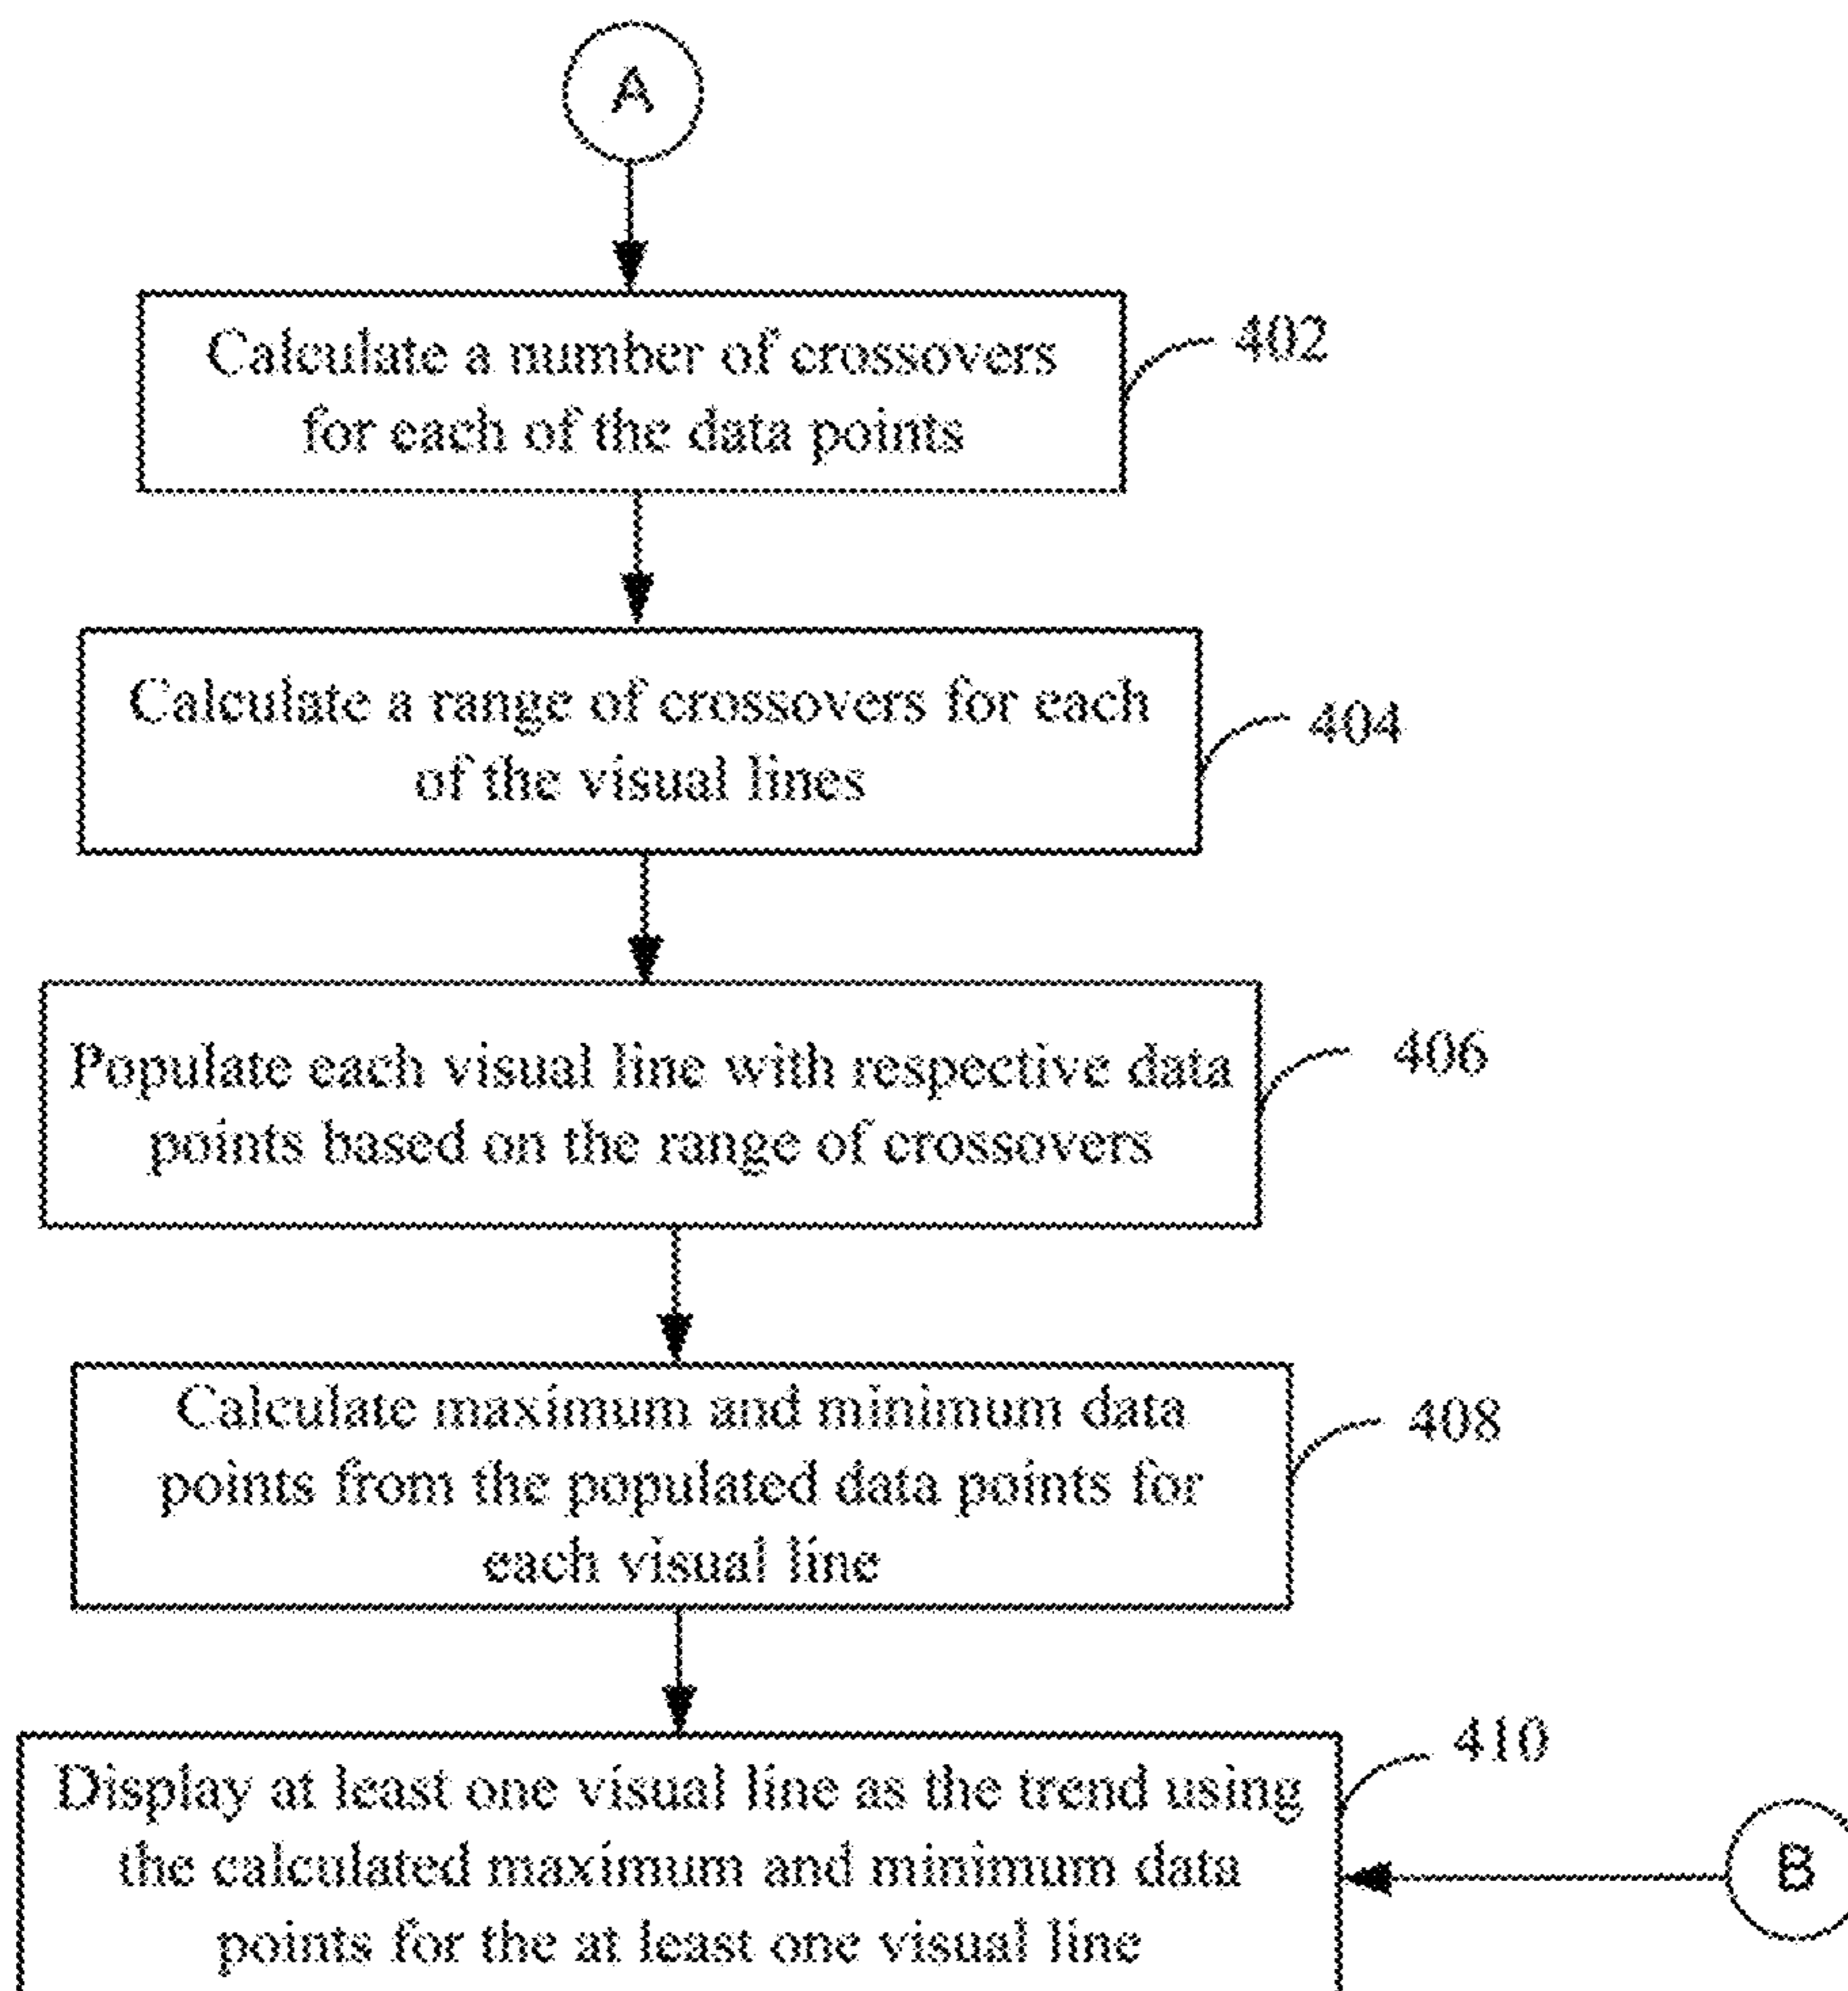 A
Calculate a number of crossovers
for each of the data points
402
Calculate a range of crossovers for each
of the visual lines
404
Populate each visual line with respective data
points based on the range of crossovers
406
Calculate maximum and minimum data
points from the populated data points for
each visual line
408
Display at least one visual line as the trend using
the calculated maximum and minimum data
points for the at least one visual line
410
B